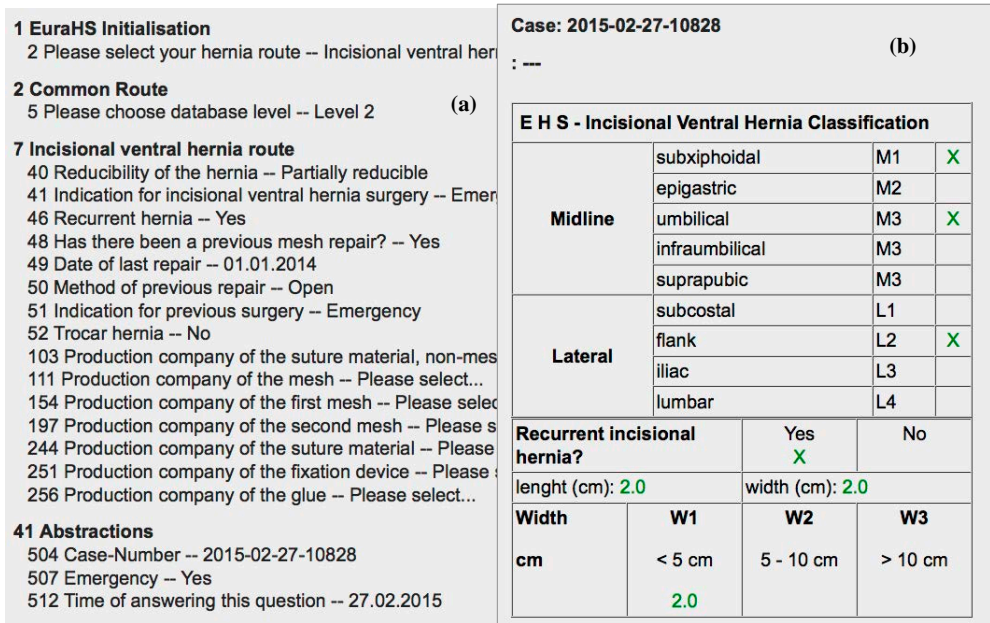 1 EuraHS Initialisation
2 Please select your hernia route -- Incisional ventral her
2 Common Route
5 Please choose database level -- Level 2
(a)
7 Incisional ventral hernia route
40 Reducibility of the hernia -- Partially reducible
41 Indication for incisional ventral hernia surgery -- Emer
46 Recurrent hernia -- Yes
48 Has there been a previous mesh repair? -- Yes
49 Date of last repair -- 01.01.2014
50 Method of previous repair -- Open
51 Indication for previous surgery -- Emergency
52 Trocar hernia -- No
103 Production company of the suture material, non-mes
111 Production company of the mesh -- Please select...
154 Production company of the first mesh -- Please selec
197 Production company of the second mesh -- Please s
244 Production company of the suture material -- Please
251 Production company of the fixation device -- Please
256 Production company of the glue -- Please select...
41 Abstractions
504 Case-Number -- 2015-02-27-10828
507 Emergency -- Yes
512 Time of answering this question -- 27.02.2015
Case: 2015-02-27-10828
(b)
: ---
E H S - Incisional Ventral Hernia Classification
Midline
subxiphoidal M1 X
epigastric M2
umbilical M3 X
infraumbilical M3
suprapubic M3
Lateral
subcostal L1
flank L2 X
iliac L3
lumbar L4
Recurrent incisional hernia? Yes No
X
lenght (cm): 2.0 width (cm): 2.0
Width W1 W2 W3
cm < 5 cm 5 - 10 cm > 10 cm
2.0